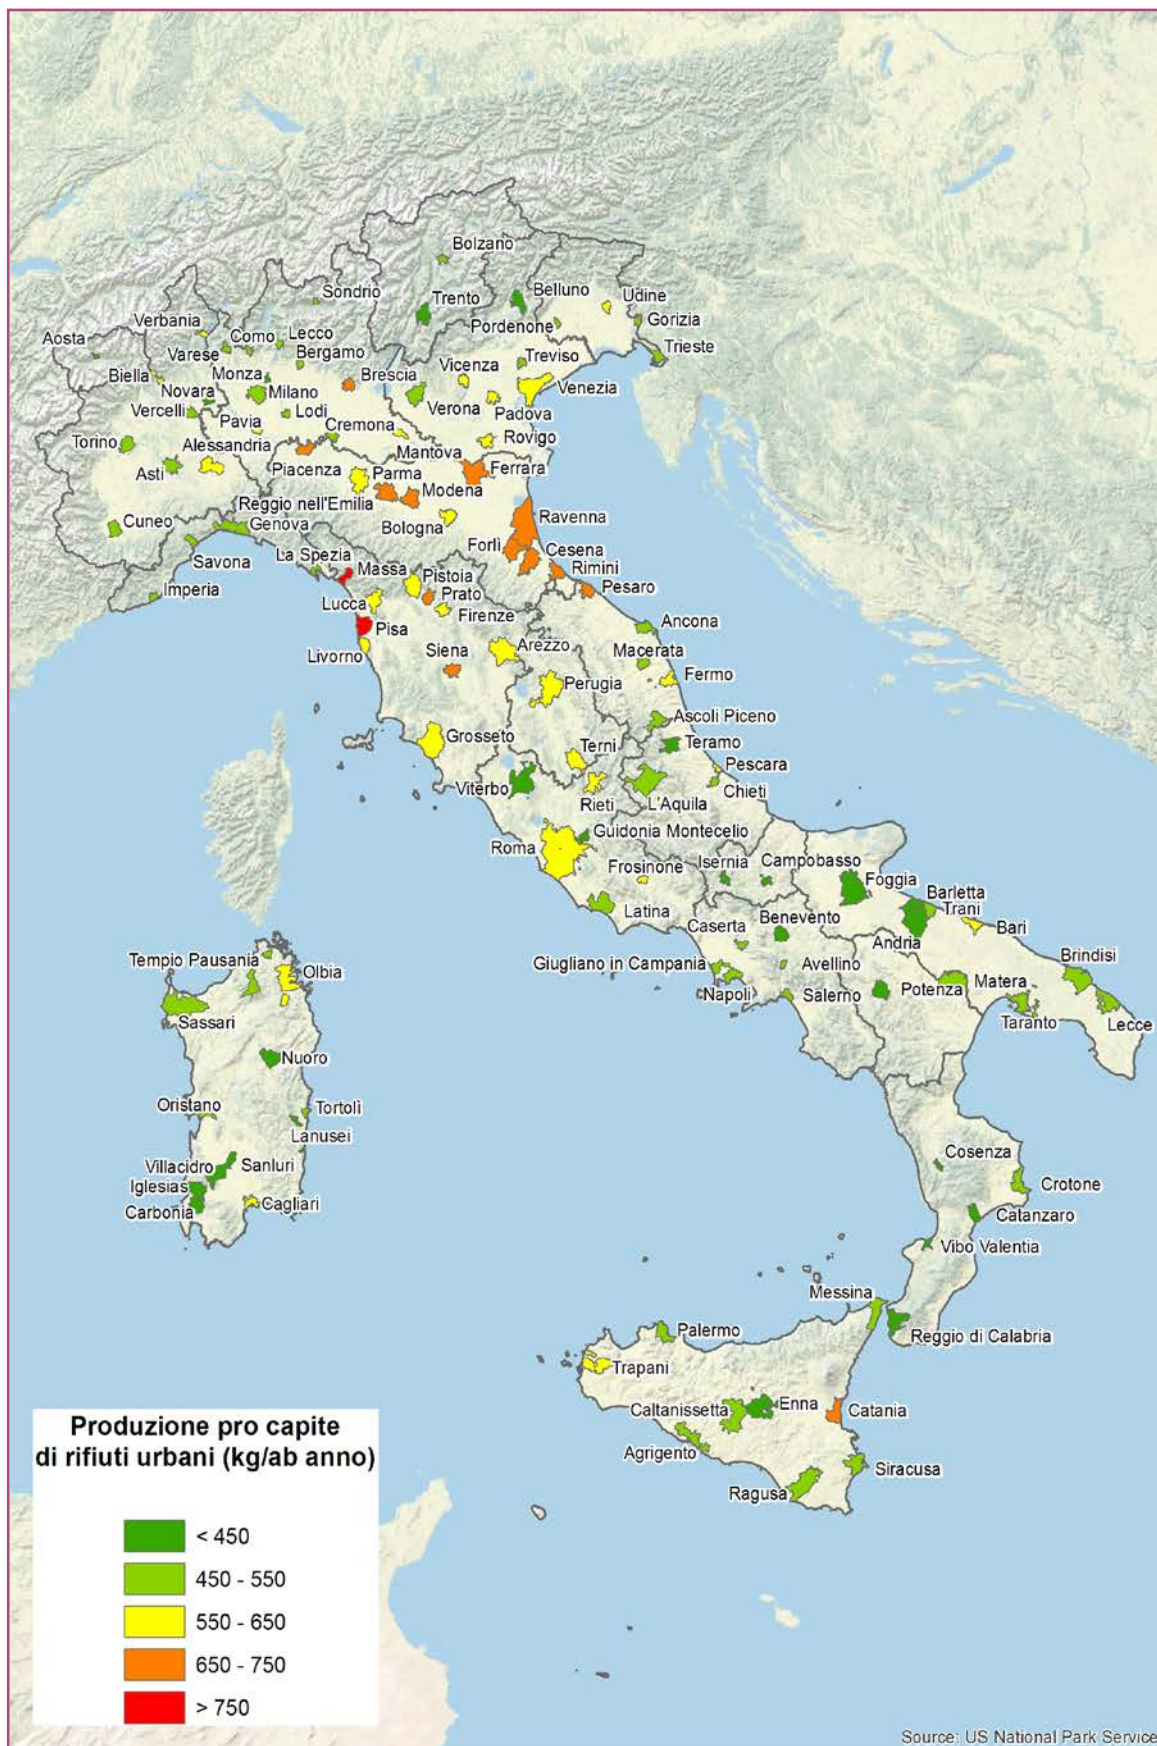 Bolzano
Sondrio
Trento
Belluno
Udine
Verbania
Pordenone
Gorizia
Aosta
Como
Lecco
Varese
Bergamo
Vicenza
Treviso
Trieste
Biella
Monza
Brescia
Venezia
Novara
Milano
Vercelli
Lodi
Verona
Padova
Pavia
Cremona
Rovigo
Torino
Alessandria
Mantova
Asti
Piacenza
Parma
Ferrara
Modena
Reggio nell'Emilia
Ravenna
Cuneo
Genova
Bologna
Forlì
Cesena
Savona
La Spezia
Massa
Pistoia
Rimini
Imperia
Prato
Pesaro
Lucca
Firenze
Pisa
Ancona
Livorno
Siena
Arezzo
Macerata
Fermo
Perugia
Ascoli Piceno
Grosseto
Terni
Teramo
Pescara
Viterbo
Rieti
L'Aquila
Chieti
Guidonia Montecelio
Roma
Frosinone
Isernia
Campobasso
Foggia
Barletta
Latina
Trani
Benevento
Bari
Caserta
Andria
Tempio Pausania
Olbia
Giugliano in Campania
Avellino
Brindisi
Napoli
Salerno
Potenza
Matera
Sassari
Taranto
Lecce
Nuoro
Oristano
Tortolì
Lanusei
Villacidro
Sanluri
Cosenza
Iglesias
Crotone
Carbonia
Cagliari
Catanzaro
Vibo Valentia
Messina
Palermo
Reggio di Calabria
Trapani
Caltanissetta
Enna
Catania
Agrigento
Siracusa
Ragusa
Produzione pro capite
di rifiuti urbani (kg/ab anno)
< 450
450 - 550
550 - 650
650 - 750
> 750
Source: US National Park Service